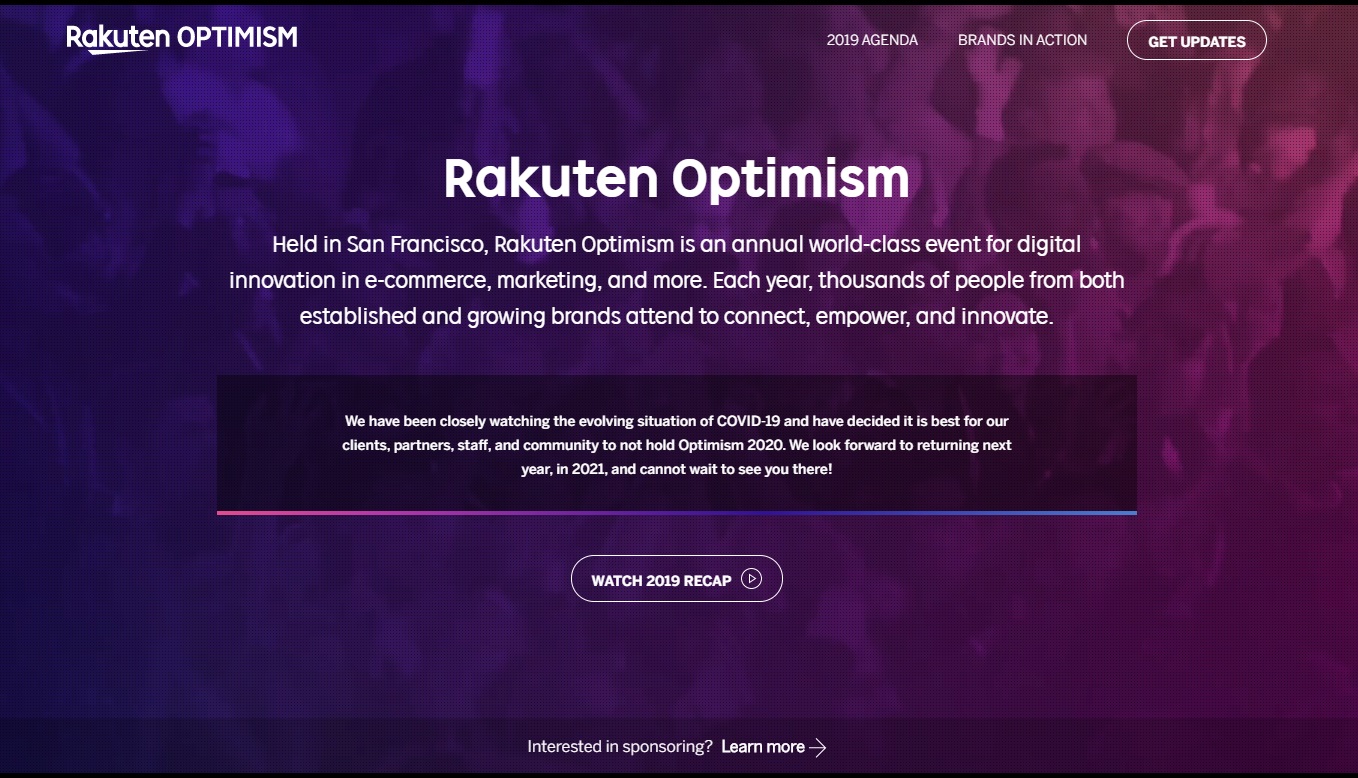 Rakuten OPTIMISM
2019 AGENDA
BRANDS IN ACTION
GET UPDATES
Rakuten Optimism
Held in San Francisco, Rakuten Optimism is an annual world-class event for digital
innovation in e-commerce, marketing, and more. Each year, thousands of people from both
established and growing brands attend to connect, empower, and innovate.
We have been closely watching the evolving situation of COVID-19 and have decided it is best for our
clients, partners, staff, and community to not hold Optimism 2020. We look forward to returning next
year, in 2021, and cannot wait to see you there!
WATCH 2019 RECAP
Interested in sponsoring? Learn more